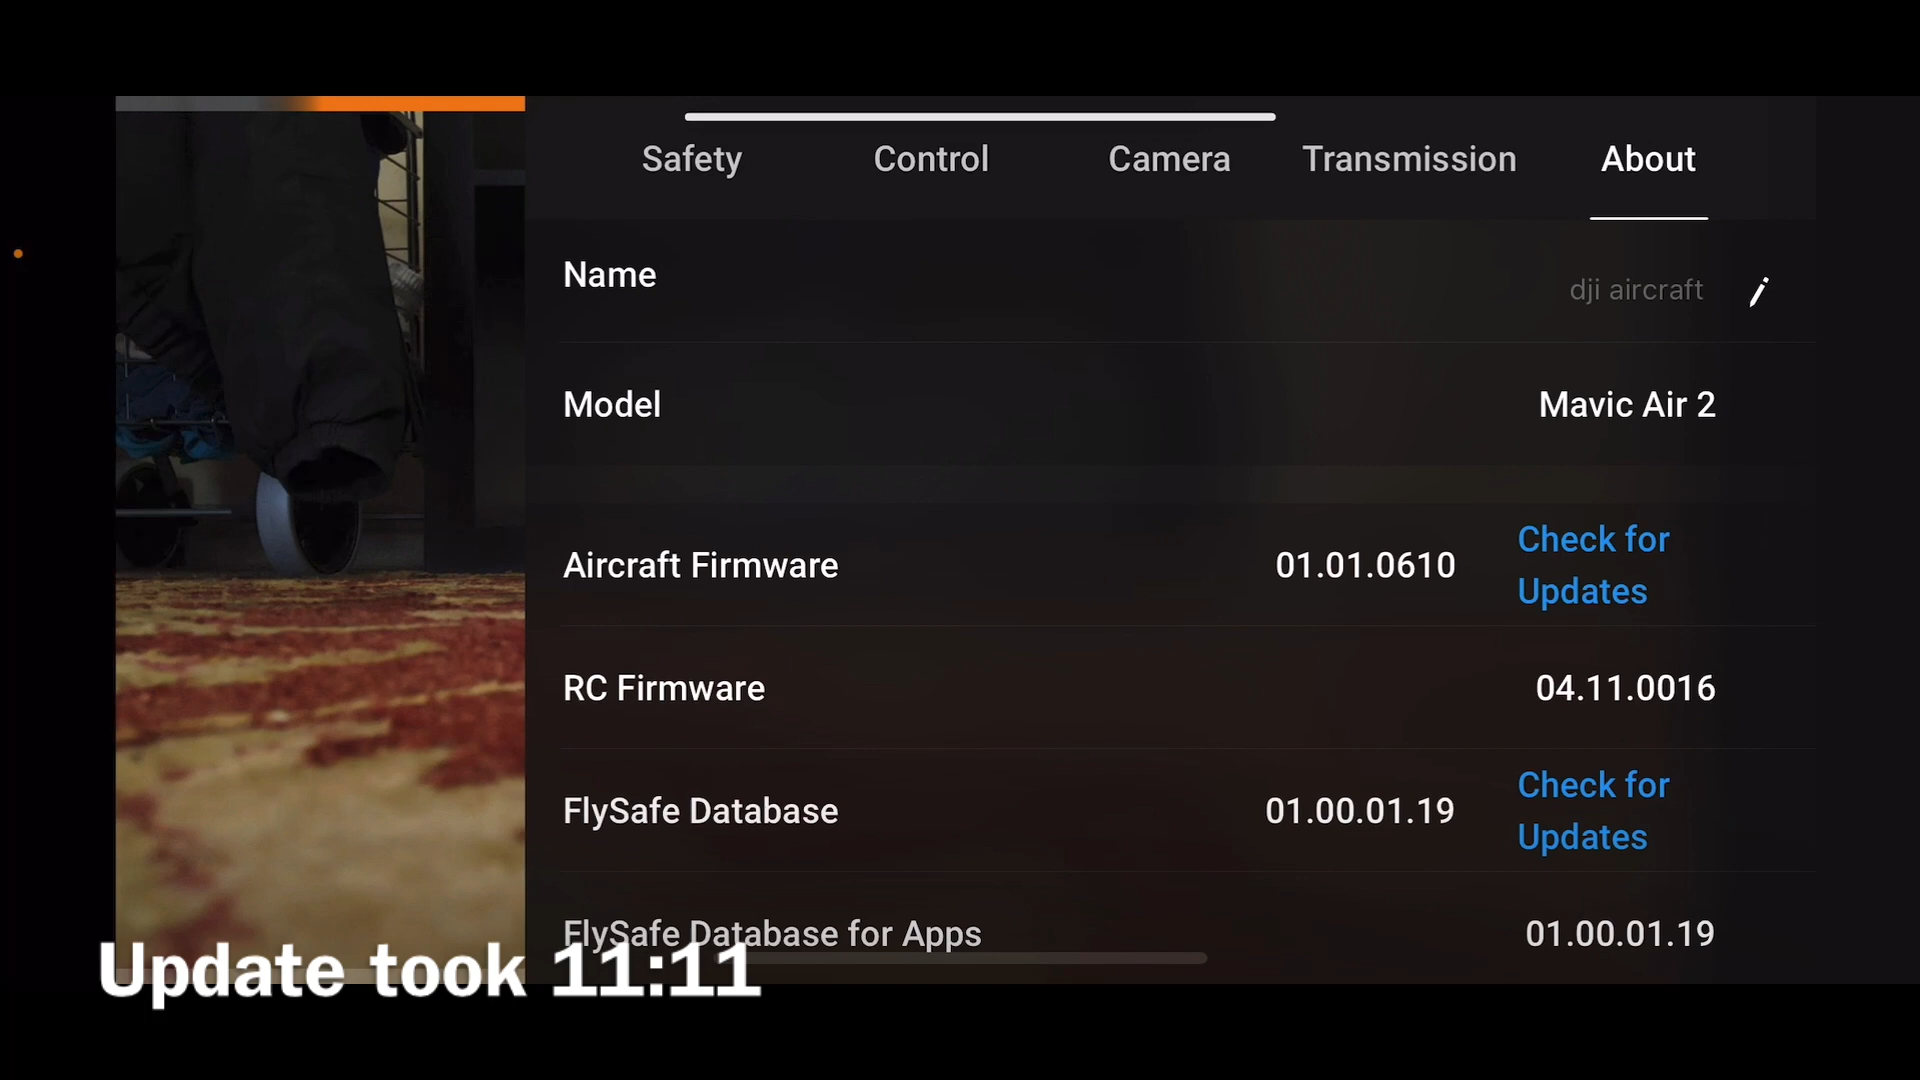 Safety Control Camera Transmission About
Name dji aircraft
Model Mavic Air 2
Aircraft Firmware 01.01.0610 Check for
Updates
RC Firmware 04.11.0016
FlySafe Database 01.00.01.19 Check for
Updates
FlySafe Database for Apps 01.00.01.19
Update took 11:11